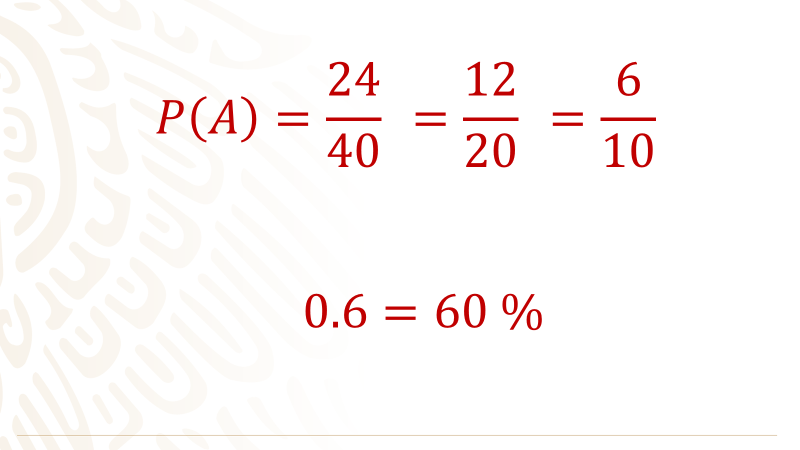 P(A) = 24/40 = 12/20 = 6/10
0.6 = 60 %